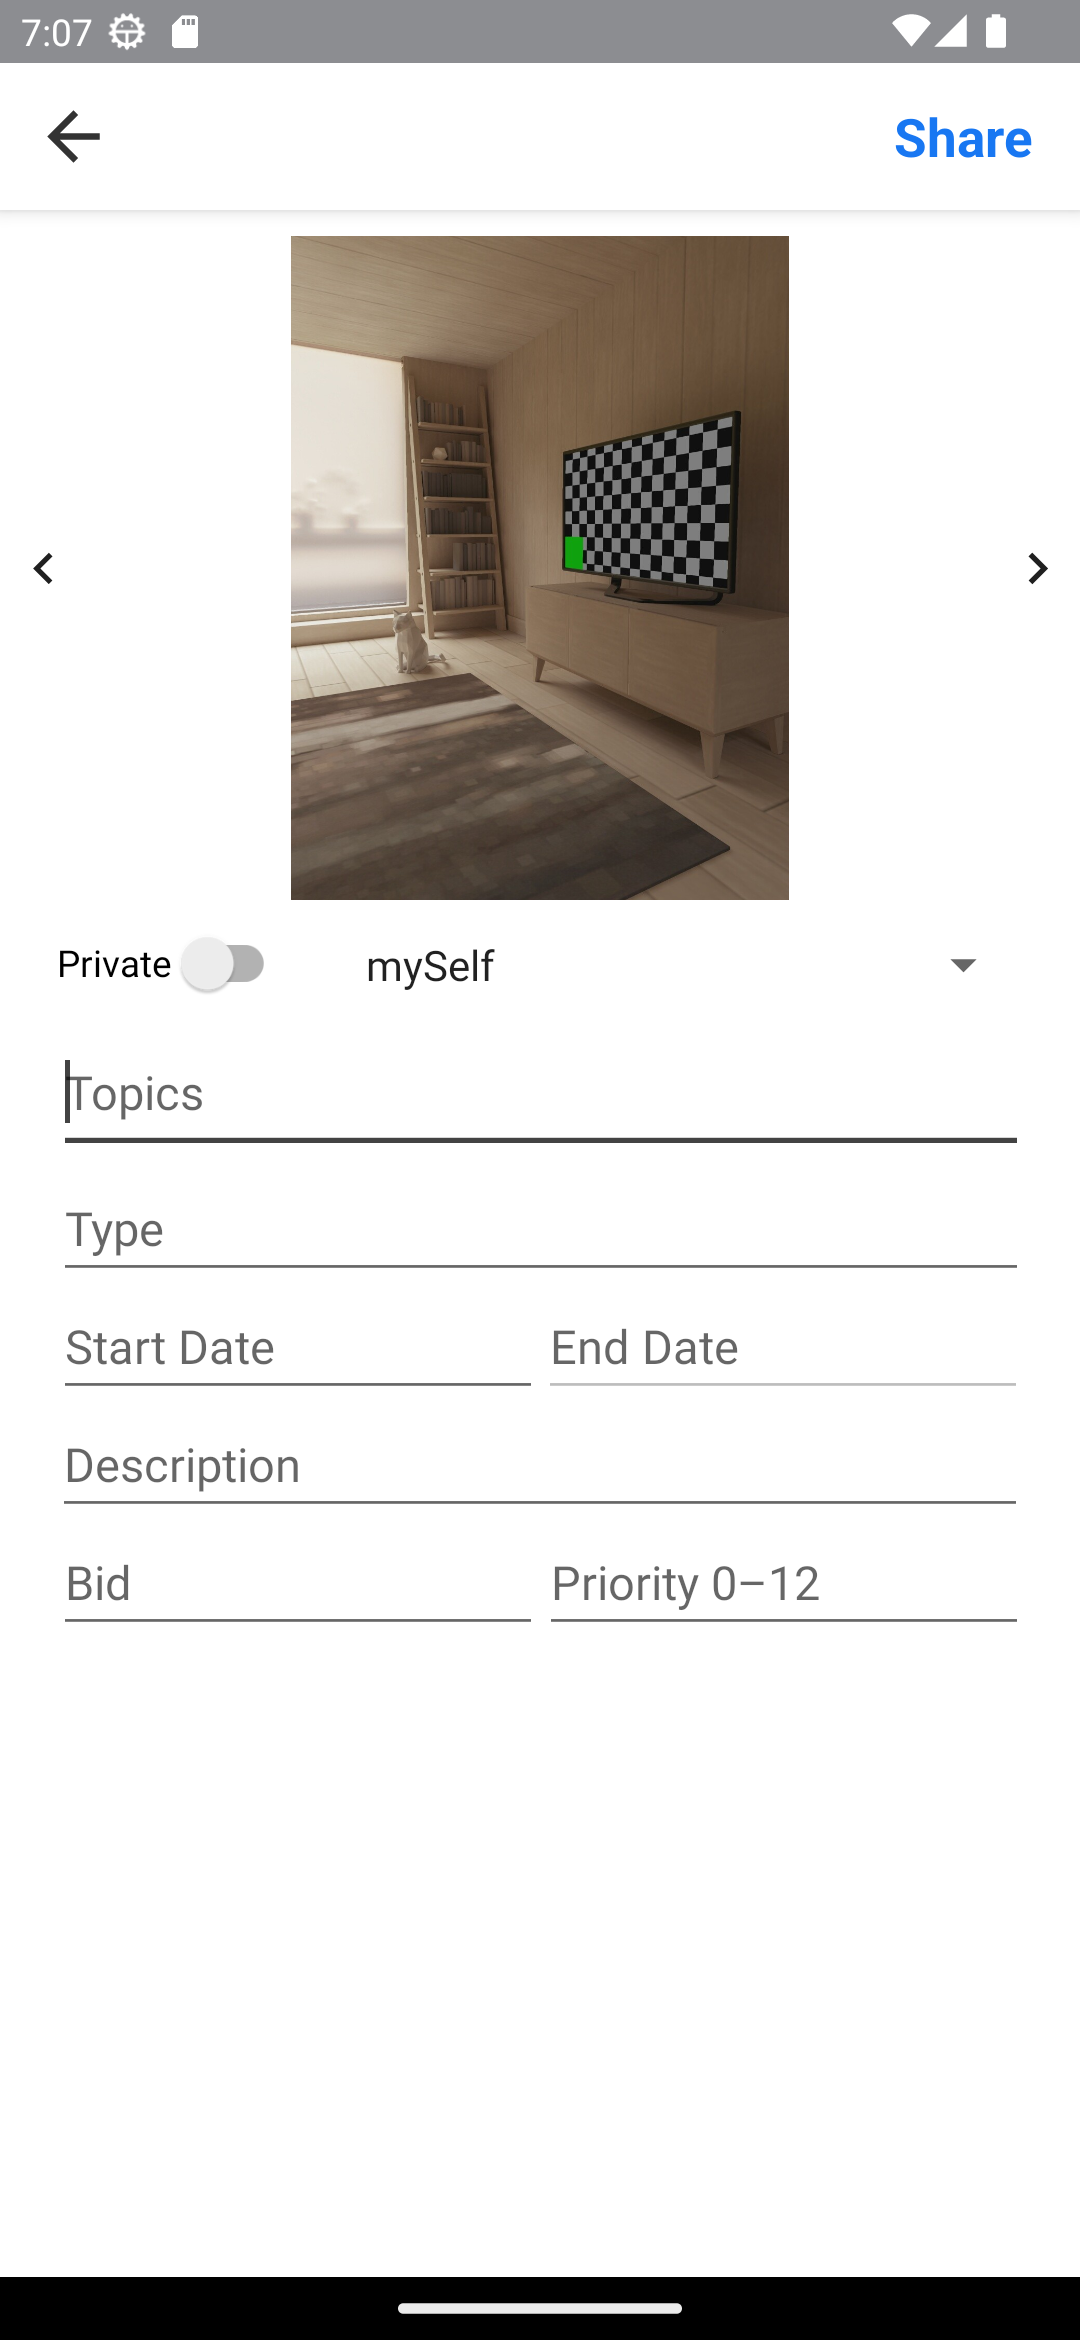 7:07
Share
Private mySelf
Topics
Type
Start Date End Date
Description
Bid Priority 0–12